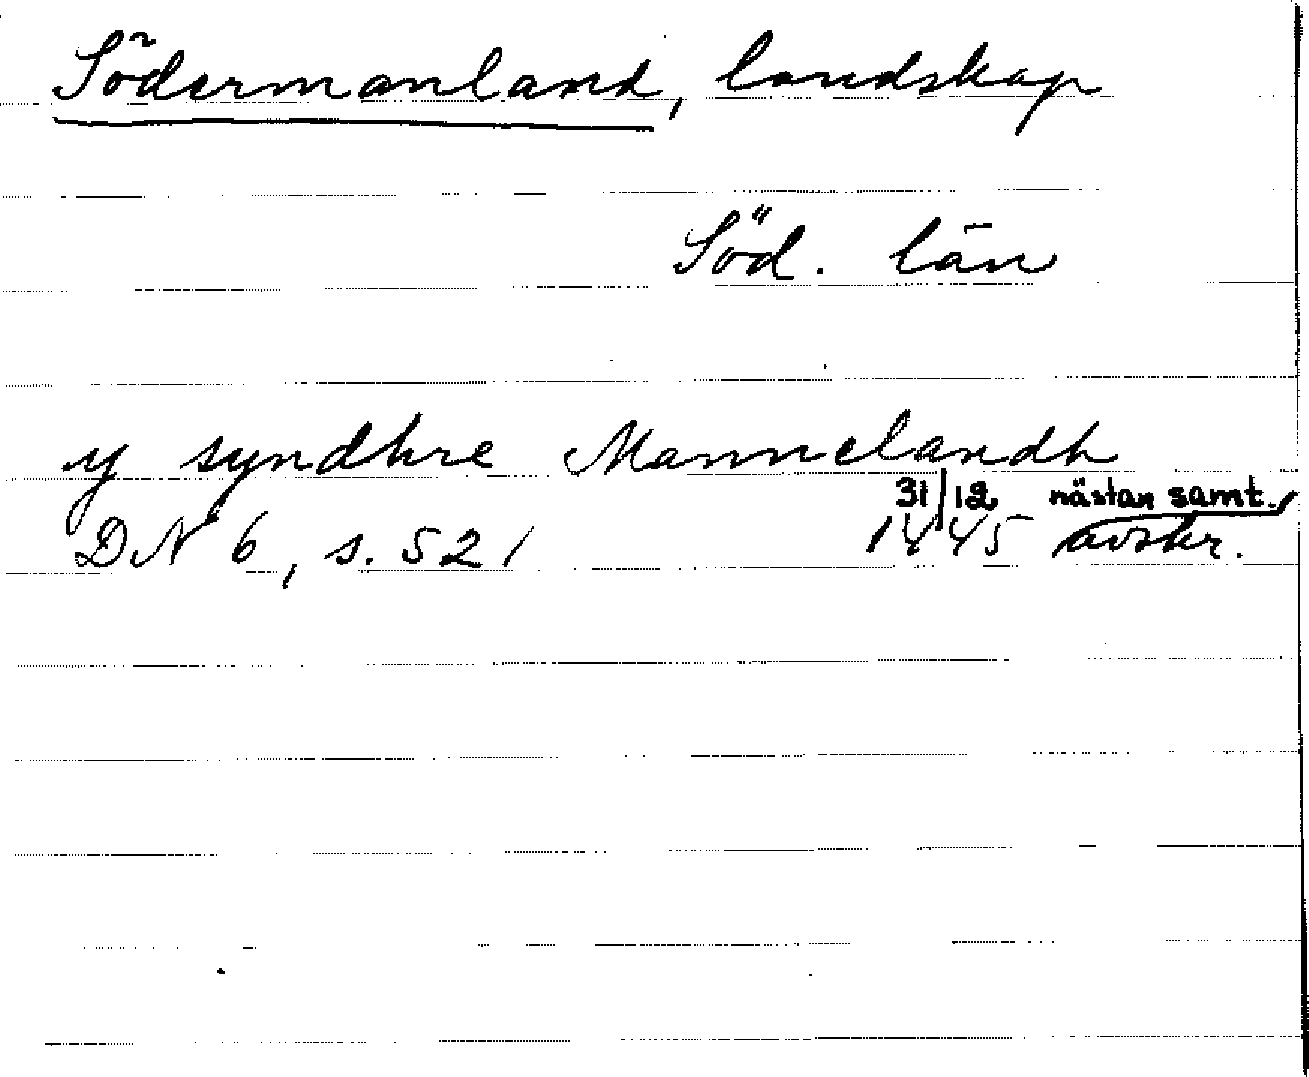 Södermanland, landskap
Söd. län
y syndhre Mannelandh
31/12 nästan samt.
DN 6, s. 521 1445 avskr.